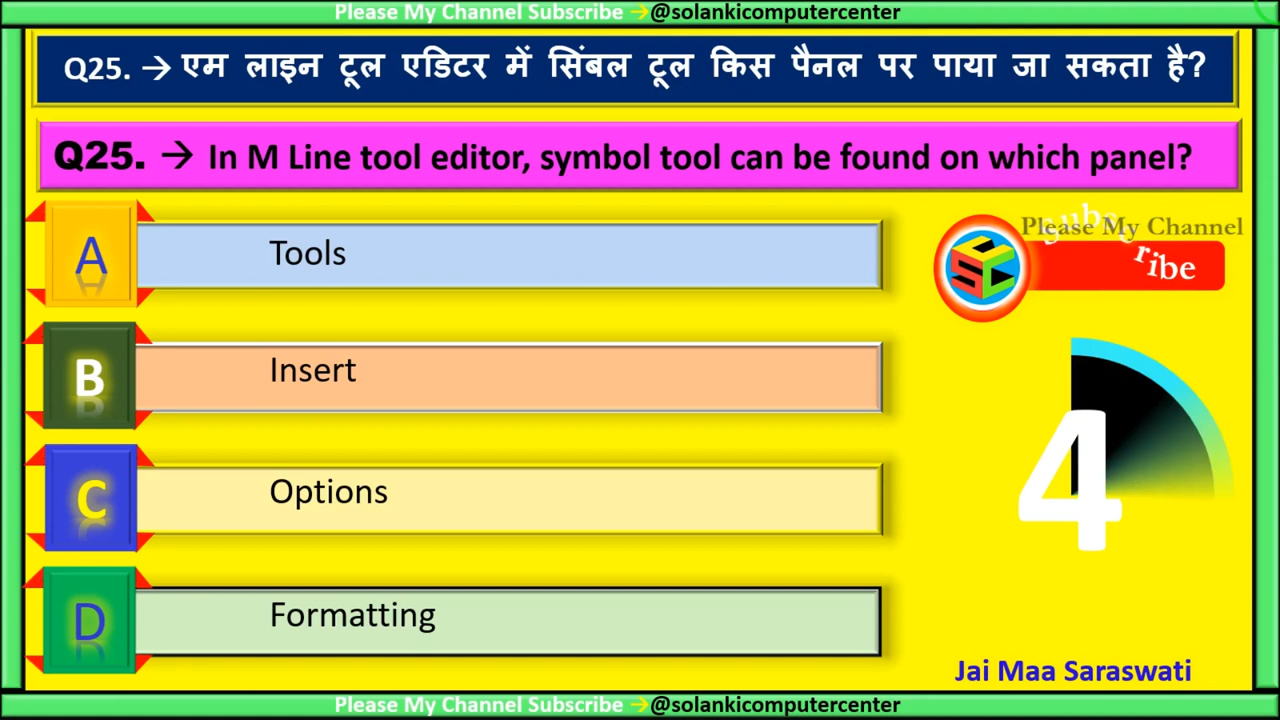 Please My Channel Subscribe →@solankicomputercenter
Q25. → एम लाइन टूल एडिटर में सिंबल टूल किस पैनल पर पाया जा सकता है?
Q25. → In M Line tool editor, symbol tool can be found on which panel?
A Tools
Please My Channel
Subscribe
SCC
B Insert
4
C Options
D Formatting
Jai Maa Saraswati
Please My Channel Subscribe →@solankicomputercenter